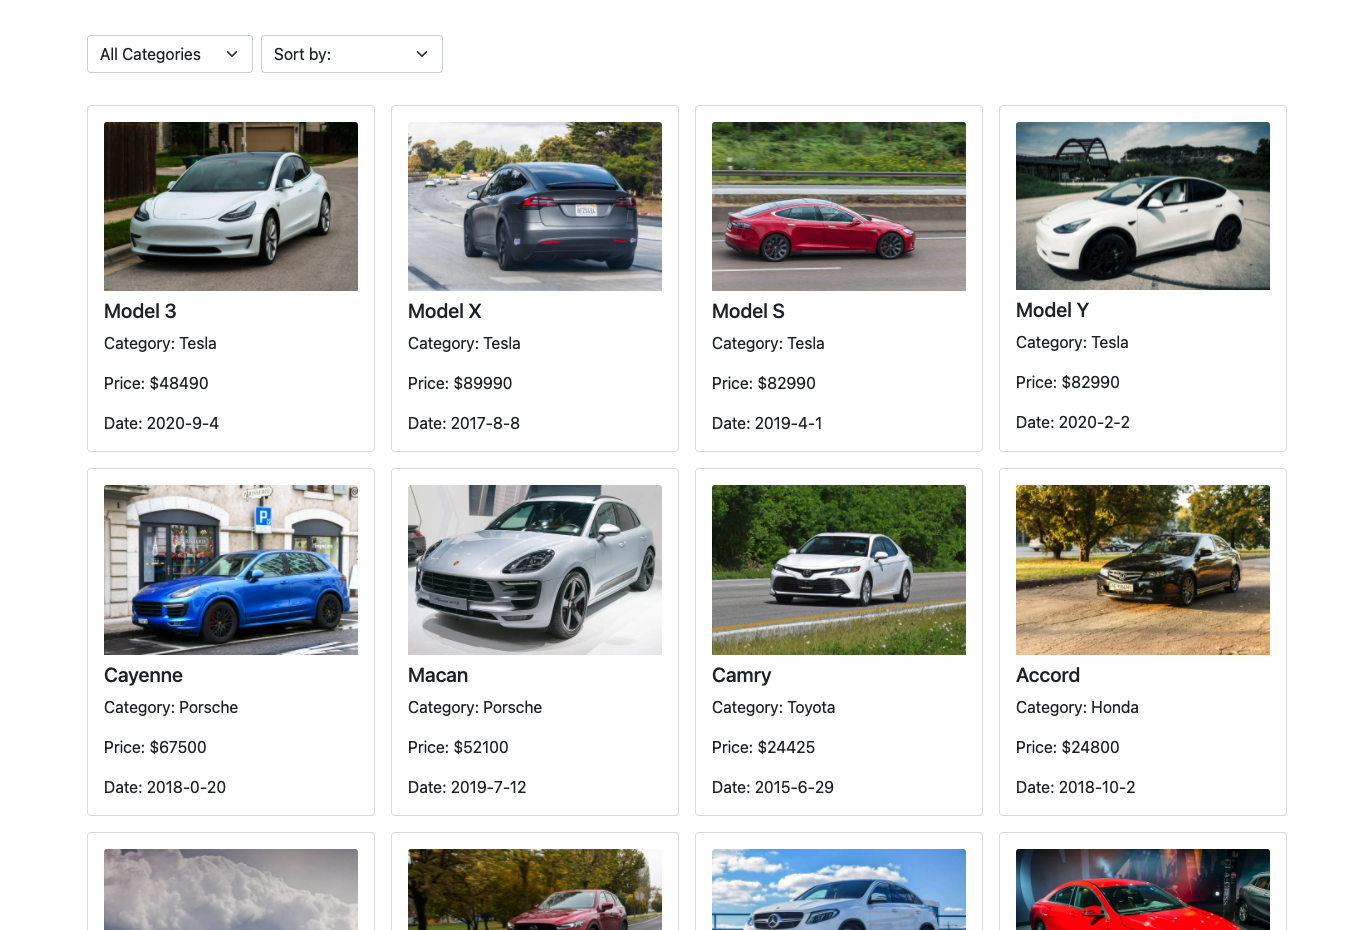 All Categories
Sort by:
Model 3
Category: Tesla
Price: $48490
Date: 2020-9-4
Model X
Category: Tesla
Price: $89990
Date: 2017-8-8
Model S
Category: Tesla
Price: $82990
Date: 2019-4-1
Model Y
Category: Tesla
Price: $82990
Date: 2020-2-2
P
Cayenne
Category: Porsche
Price: $67500
Date: 2018-0-20
Macan
Category: Porsche
Price: $52100
Date: 2019-7-12
Camry
Category: Toyota
Price: $24425
Date: 2015-6-29
Accord
Category: Honda
Price: $24800
Date: 2018-10-2